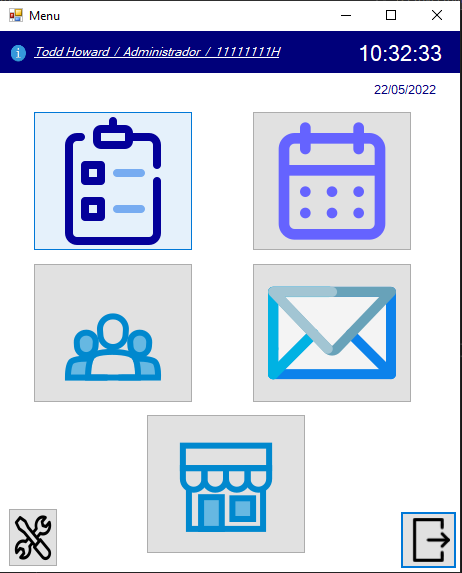 Menu
Todd Howard / Administrador / 11111111H
10:32:33
22/05/2022